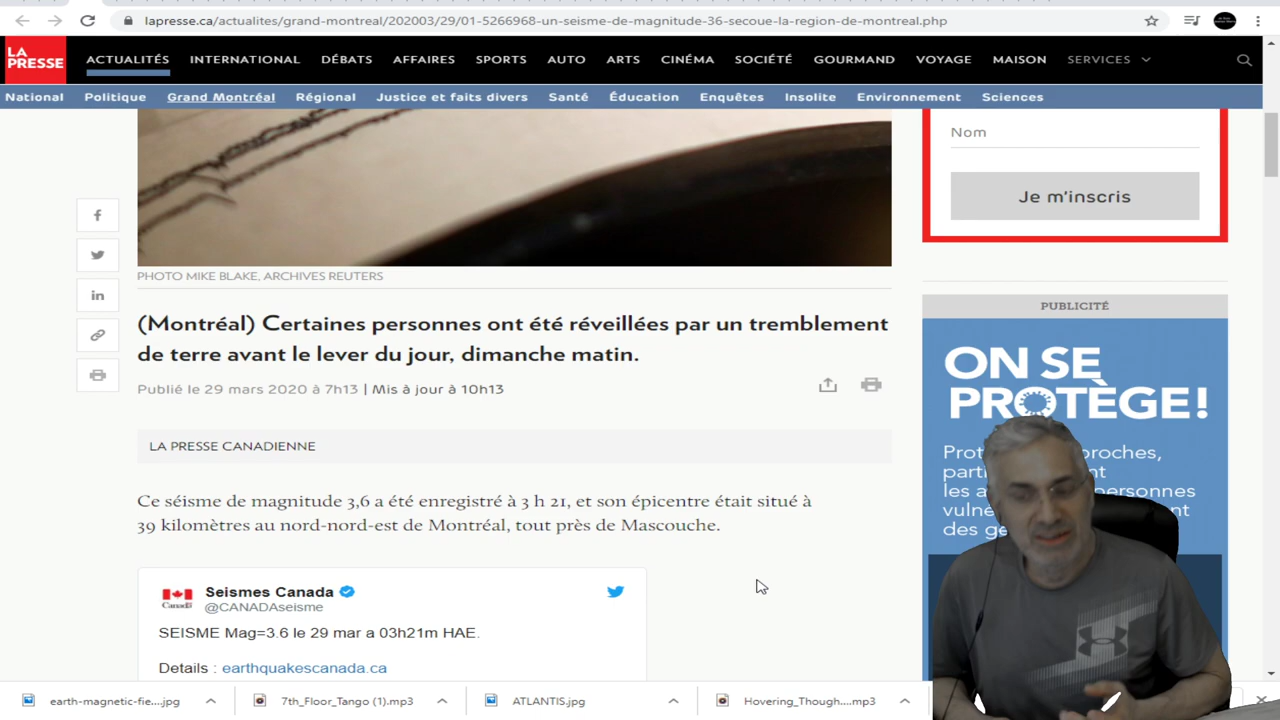 lapresse.ca/actualites/grand-montreal/202003/29/01-5266968-un-seisme-de-magnitude-36-secoue-la-region-de-montreal.php
LA PRESSE
ACTUALITÉS INTERNATIONAL DÉBATS AFFAIRES SPORTS AUTO ARTS CINÉMA SOCIÉTÉ GOURMAND VOYAGE MAISON SERVICES
National Politique Grand Montréal Régional Justice et faits divers Santé Éducation Enquêtes Insolite Environnement Sciences
Nom
Je m'inscris
PHOTO MIKE BLAKE, ARCHIVES REUTERS
(Montréal) Certaines personnes ont été réveillées par un tremblement
de terre avant le lever du jour, dimanche matin.
Publié le 29 mars 2020 à 7h13 | Mis à jour à 10h13
LA PRESSE CANADIENNE
Ce séisme de magnitude 3,6 a été enregistré à 3 h 21, et son épicentre était situé à
39 kilomètres au nord-nord-est de Montréal, tout près de Mascouche.
Seismes Canada
@CANADAseisme
Canada
SEISME Mag=3.6 le 29 mar a 03h21m HAE.
Details : earthquakescanada.ca
PUBLICITÉ
ON SE
PROTÈGE!
les
personnes
des
earth-magnetic-fie....jpg 7th_Floor_Tango (1).mp3 ATLANTIS.jpg Hovering_Though....mp3